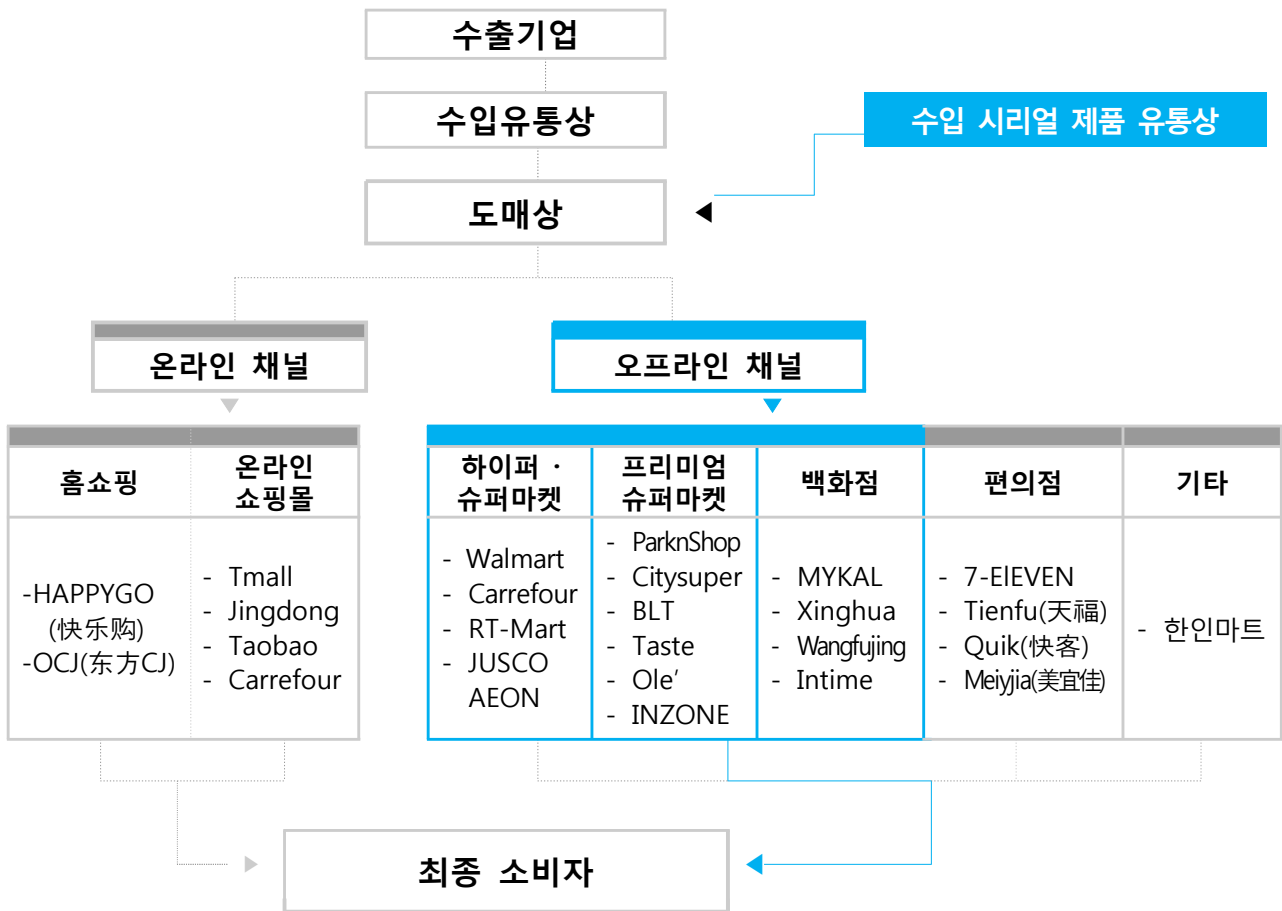 수출기업
수입유통상
수입 시리얼 제품 유통상
도매상
온라인 채널
오프라인 채널
홈쇼핑
온라인
쇼핑몰
하이퍼 ·
슈퍼마켓
프리미엄
슈퍼마켓
백화점
편의점
기타
-HAPPYGO
(快乐购)
-OCJ(东方CJ)
- Tmall
- Jingdong
- Taobao
- Carrefour
- Walmart
- Carrefour
- RT-Mart
- JUSCO
AEON
- ParknShop
- Citysuper
- BLT
- Taste
- Ole′
- INZONE
- MYKAL
- Xinghua
- Wangfujing
- Intime
- 7-ElEVEN
- Tienfu(天福)
- Quik(快客)
- Meiyjia(美宜佳)
- 한인마트
최종 소비자